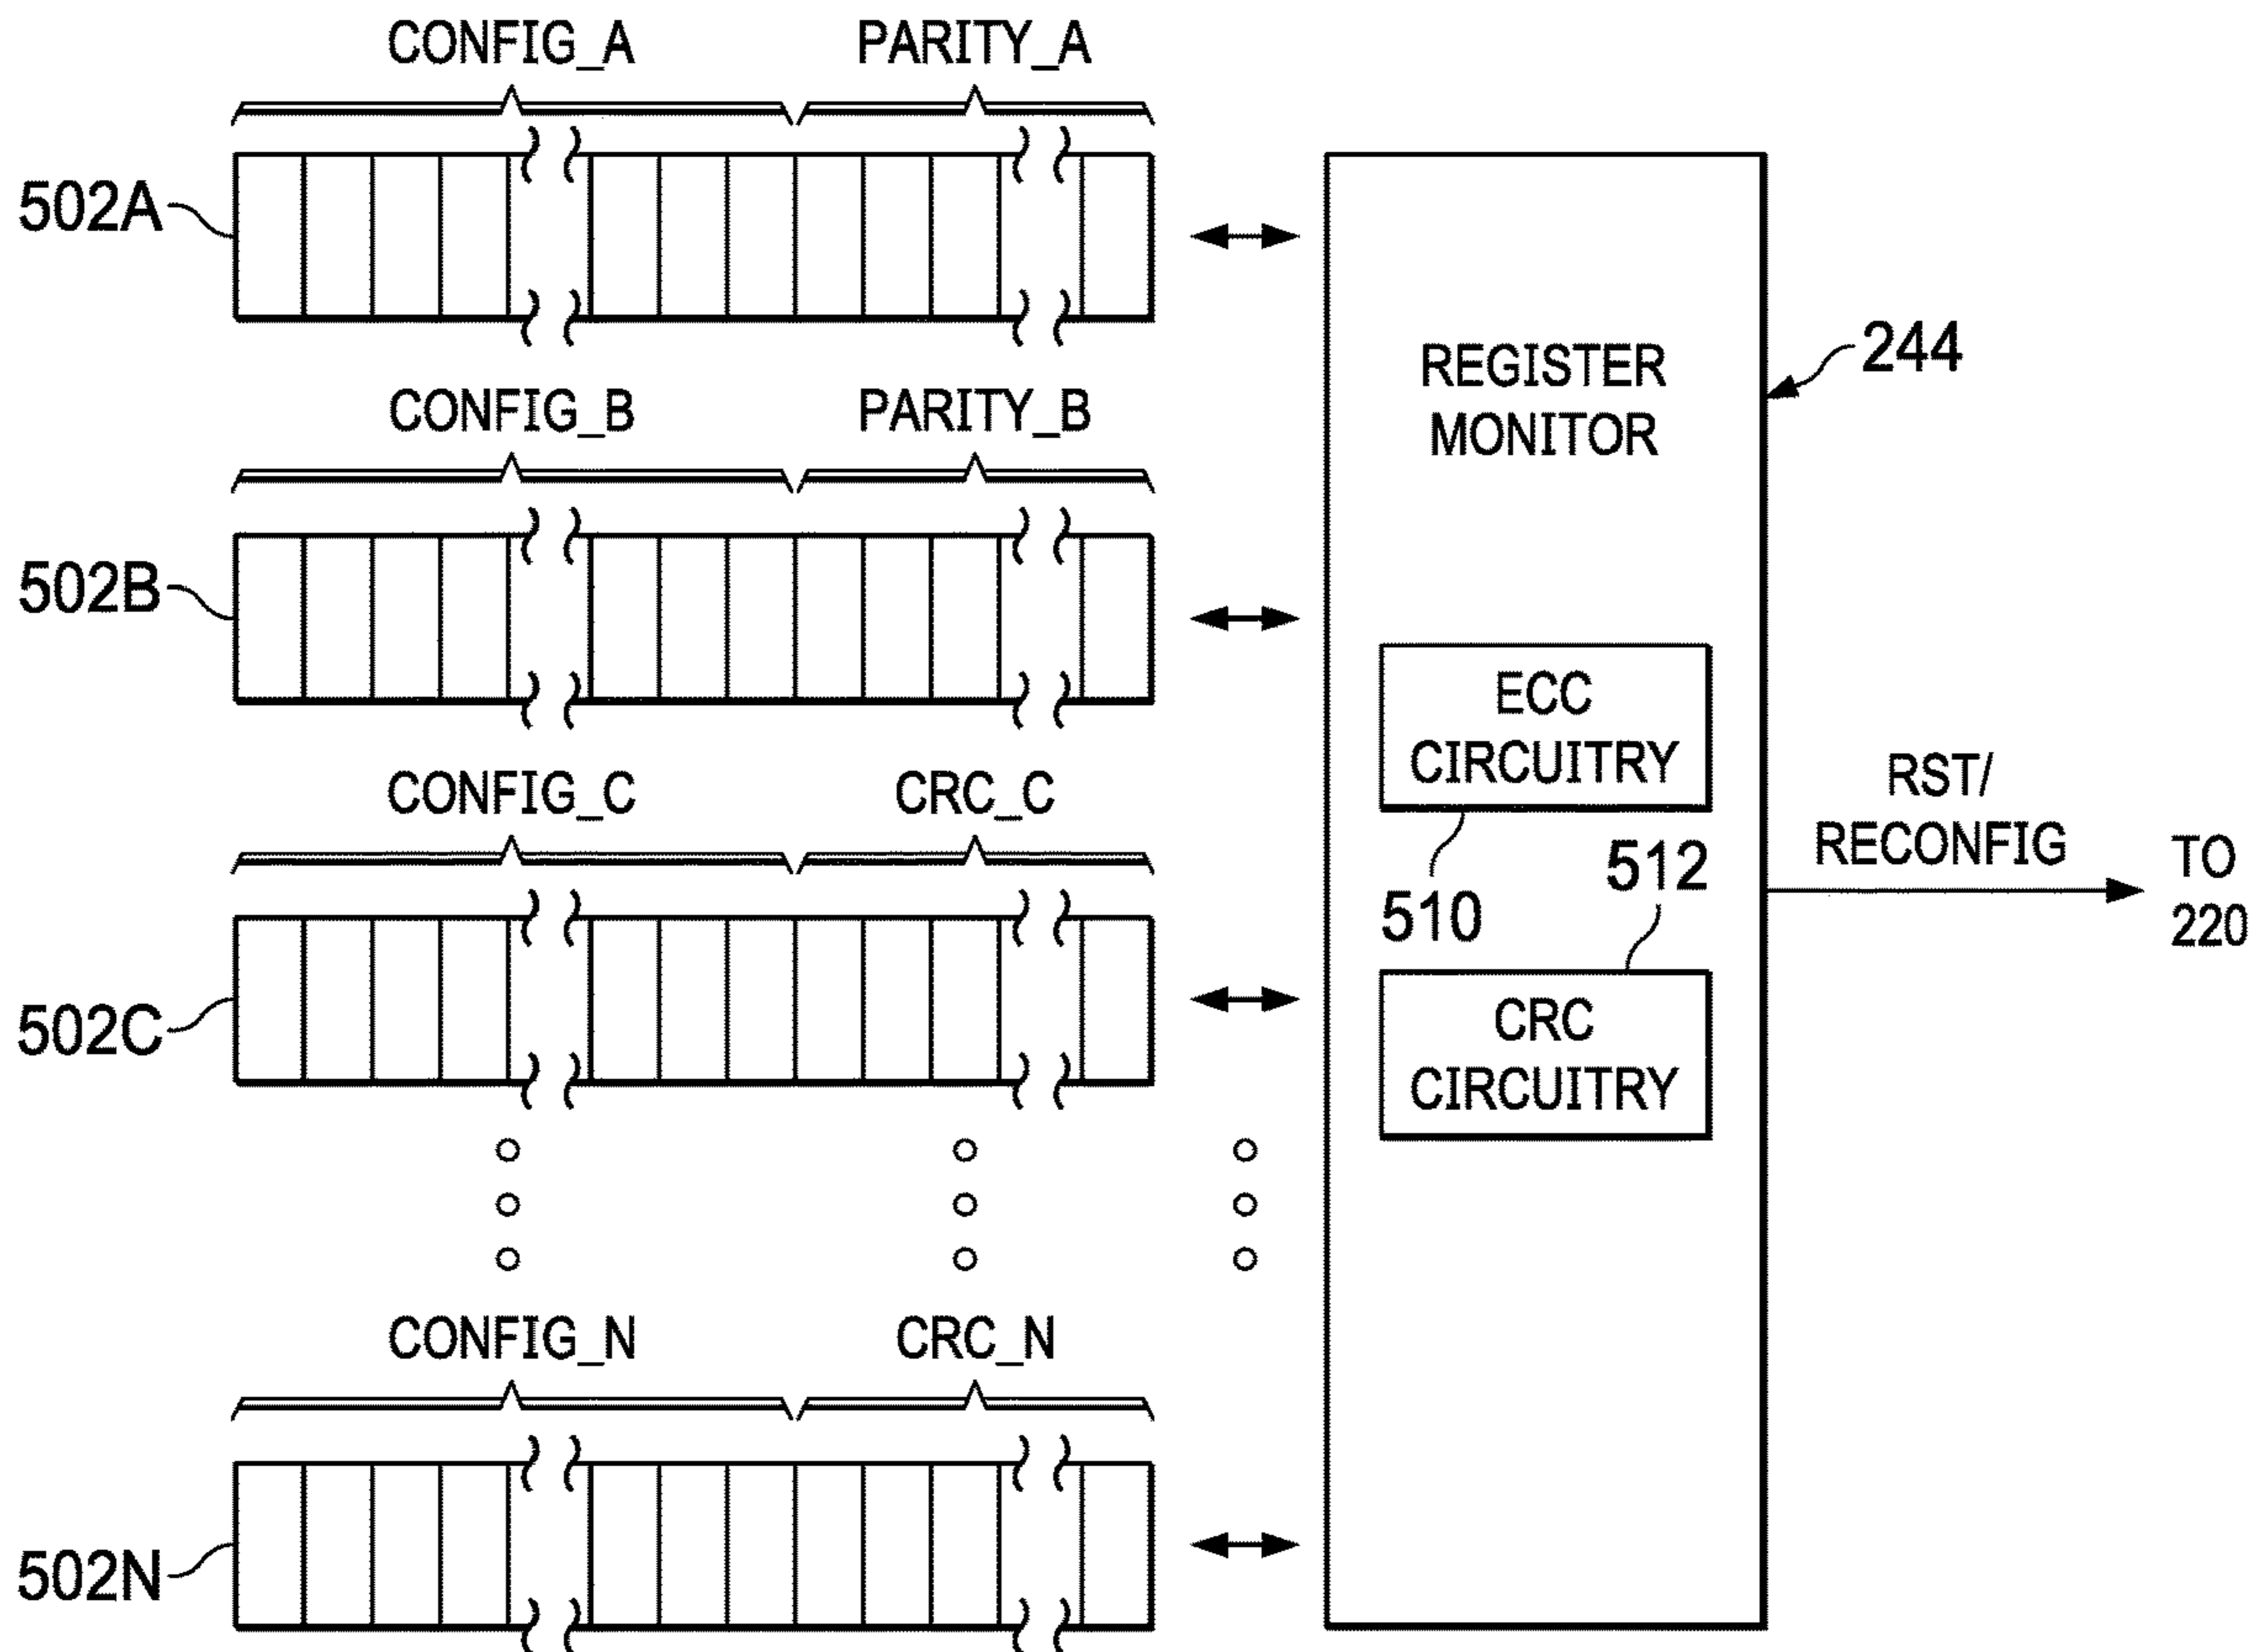 CONFIG_A PARITY_A
502A
CONFIG_B PARITY_B
502B
CONFIG_C CRC_C
502C
CONFIG_N CRC_N
502N
REGISTER
MONITOR
244
ECC
CIRCUITRY
510
512
CRC
CIRCUITRY
RST/
RECONFIG
TO
220